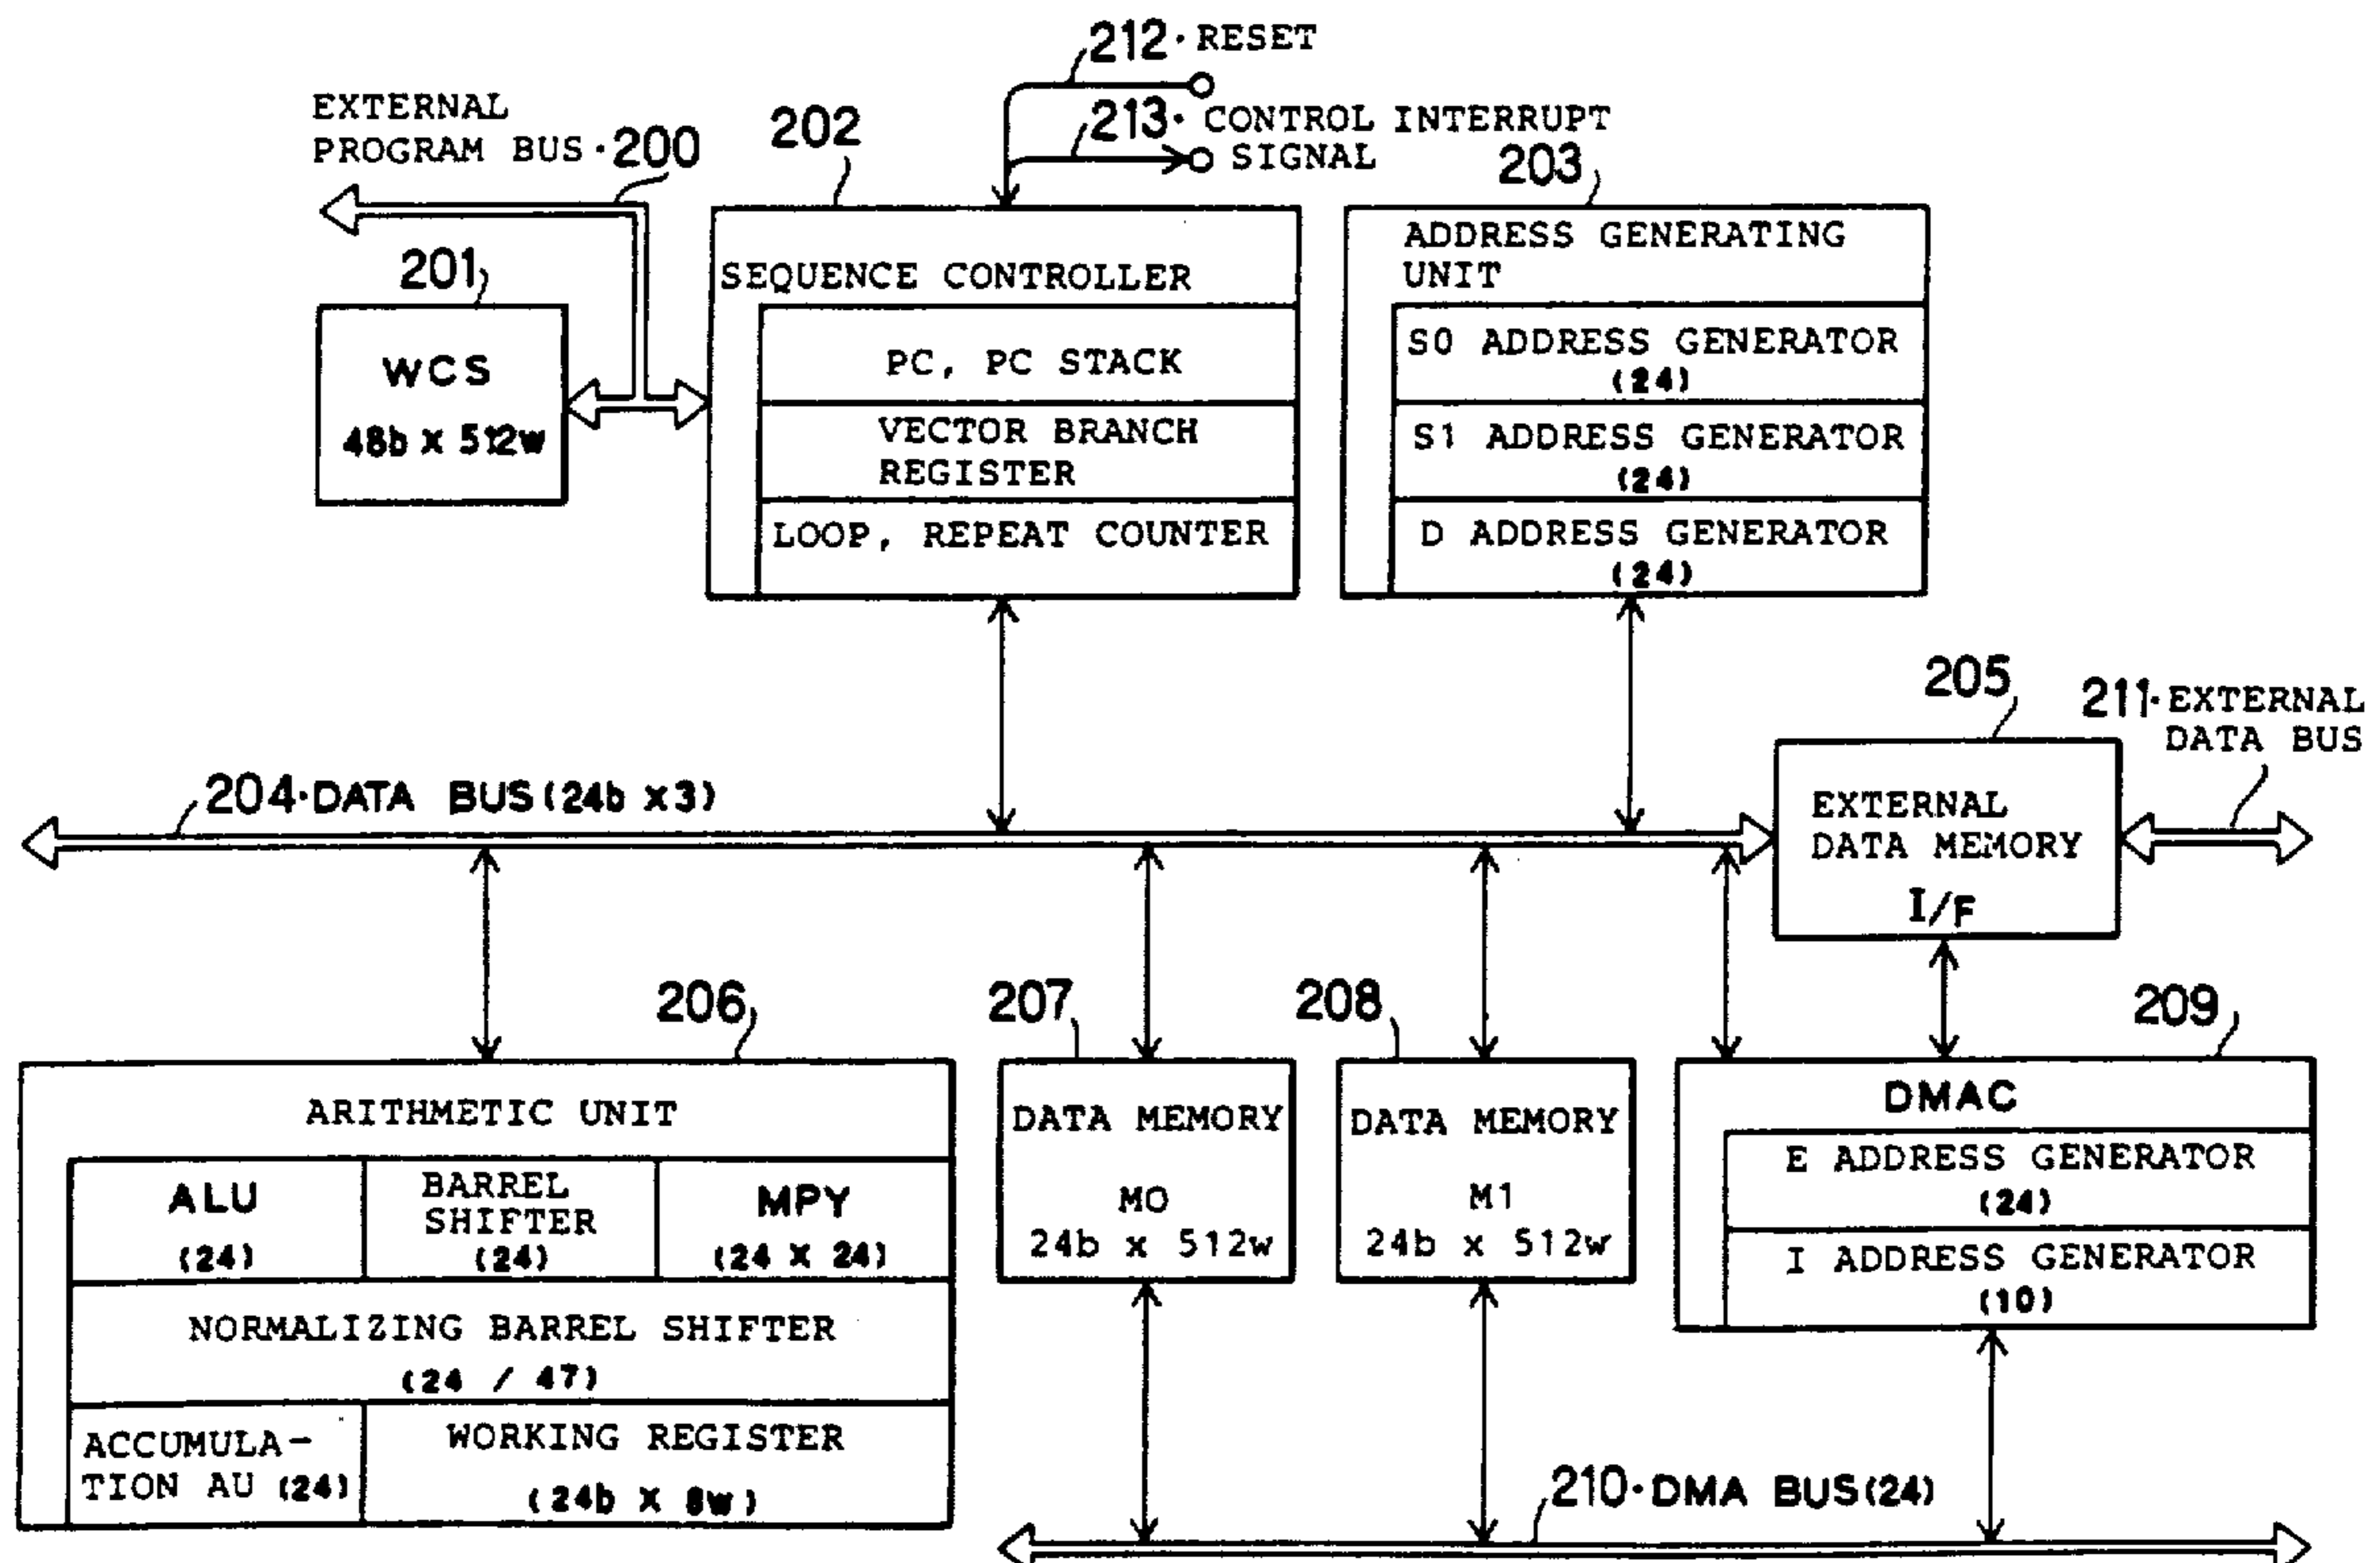 212· RESET
EXTERNAL
PROGRAM BUS · 200
202
213· CONTROL INTERRUPT
SIGNAL
203
201
WCS
48b x 512w
SEQUENCE CONTROLLER
PC, PC STACK
VECTOR BRANCH
REGISTER
LOOP, REPEAT COUNTER
ADDRESS GENERATING
UNIT
S0 ADDRESS GENERATOR
(24)
S1 ADDRESS GENERATOR
(24)
D ADDRESS GENERATOR
(24)
204·DATA BUS(24b x3)
205
211·EXTERNAL
DATA BUS
EXTERNAL
DATA MEMORY
I/F
206
207
208
209
ARITHMETIC UNIT
ALU
(24)
BARREL
SHIFTER
(24)
MPY
(24 X 24)
NORMALIZING BARREL SHIFTER
(24 / 47)
ACCUMULA-
TION AU (24)
WORKING REGISTER
(24b X 8w)
DATA MEMORY
M0
24b x 512w
DATA MEMORY
M1
24b x 512w
DMAC
E ADDRESS GENERATOR
(24)
I ADDRESS GENERATOR
(10)
210·DMA BUS(24)